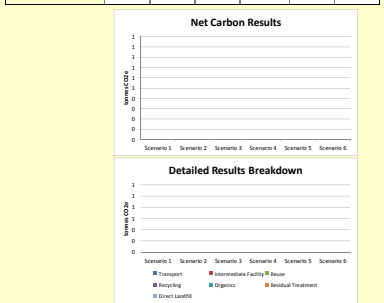 Net Carbon Results
1
1
1
1
1
1
0
0
0
0
0
tonnes CO2e
Scenario 1 Scenario 2 Scenario 3 Scenario 4 Scenario 5 Scenario 6
Detailed Results Breakdown
1
1
1
1
0
0
0
tonnes CO2e
Scenario 1 Scenario 2 Scenario 3 Scenario 4 Scenario 5 Scenario 6
Transport Intermediate Facility Reuse
Recycling Organics Residual Treatment
Direct Landfill